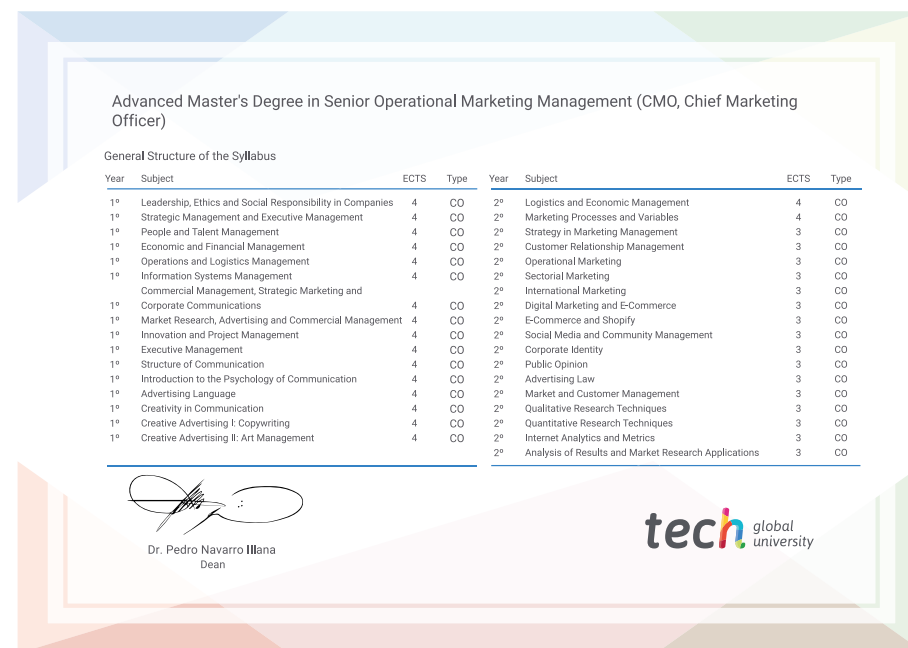 Advanced Master's Degree in Senior Operational Marketing Management (CMO, Chief Marketing
Officer)
General Structure of the Syllabus
Year Subject ECTS Type
1º Leadership, Ethics and Social Responsibility in Companies 4 CO
1º Strategic Management and Executive Management 4 CO
1º People and Talent Management 4 CO
1º Economic and Financial Management 4 CO
1º Operations and Logistics Management 4 CO
1º Information Systems Management 4 CO
Commercial Management, Strategic Marketing and
1º Corporate Communications 4 CO
1º Market Research, Advertising and Commercial Management 4 CO
1º Innovation and Project Management 4 CO
1º Executive Management 4 CO
1º Structure of Communication 4 CO
1º Introduction to the Psychology of Communication 4 CO
1º Advertising Language 4 CO
1º Creativity in Communication 4 CO
1º Creative Advertising I: Copywriting 4 CO
1º Creative Advertising II: Art Management 4 CO
Year Subject ECTS Type
2º Logistics and Economic Management 4 CO
2º Marketing Processes and Variables 4 CO
2º Strategy in Marketing Management 3 CO
2º Customer Relationship Management 3 CO
2º Operational Marketing 3 CO
2º Sectorial Marketing 3 CO
2º International Marketing 3 CO
2º Digital Marketing and E-Commerce 3 CO
2º E-Commerce and Shopify 3 CO
2º Social Media and Community Management 3 CO
2º Corporate Identity 3 CO
2º Public Opinion 3 CO
2º Advertising Law 3 CO
2º Market and Customer Management 3 CO
2º Qualitative Research Techniques 3 CO
2º Quantitative Research Techniques 3 CO
2º Internet Analytics and Metrics 3 CO
2º Analysis of Results and Market Research Applications 3 CO
Dr. Pedro Navarro Illana
Dean
tech global
university